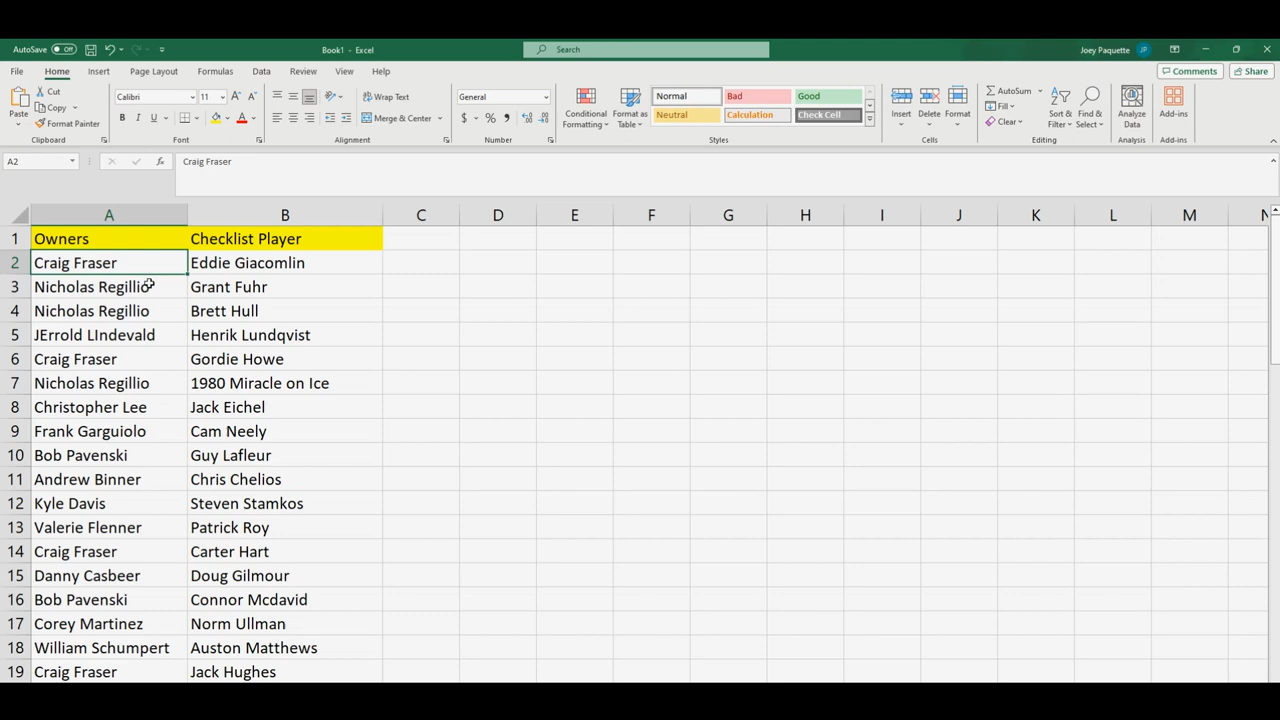 AutoSave Off Book1 - Excel Search Joey Paquette JP
File Home Insert Page Layout Formulas Data Review View Help Comments Share
Paste Cut Copy Format Painter Clipboard
Calibri 11 A A B I U A Font
Wrap Text Merge & Center Alignment
General $ % , Number
Conditional Formatting Format as Table Normal Bad Good Neutral Calculation Check Cell Styles
Insert Delete Format Cells
AutoSum Fill Clear Sort & Filter Find & Select Editing
Analyze Data Analysis
Add-ins Add-ins
A2 fx Craig Fraser
A B C D E F G H I J K L M N
1 Owners Checklist Player
2 Craig Fraser Eddie Giacomlin
3 Nicholas Regillio Grant Fuhr
4 Nicholas Regillio Brett Hull
5 JErrold LIndevald Henrik Lundqvist
6 Craig Fraser Gordie Howe
7 Nicholas Regillio 1980 Miracle on Ice
8 Christopher Lee Jack Eichel
9 Frank Garguiolo Cam Neely
10 Bob Pavenski Guy Lafleur
11 Andrew Binner Chris Chelios
12 Kyle Davis Steven Stamkos
13 Valerie Flenner Patrick Roy
14 Craig Fraser Carter Hart
15 Danny Casbeer Doug Gilmour
16 Bob Pavenski Connor Mcdavid
17 Corey Martinez Norm Ullman
18 William Schumpert Auston Matthews
19 Craig Fraser Jack Hughes